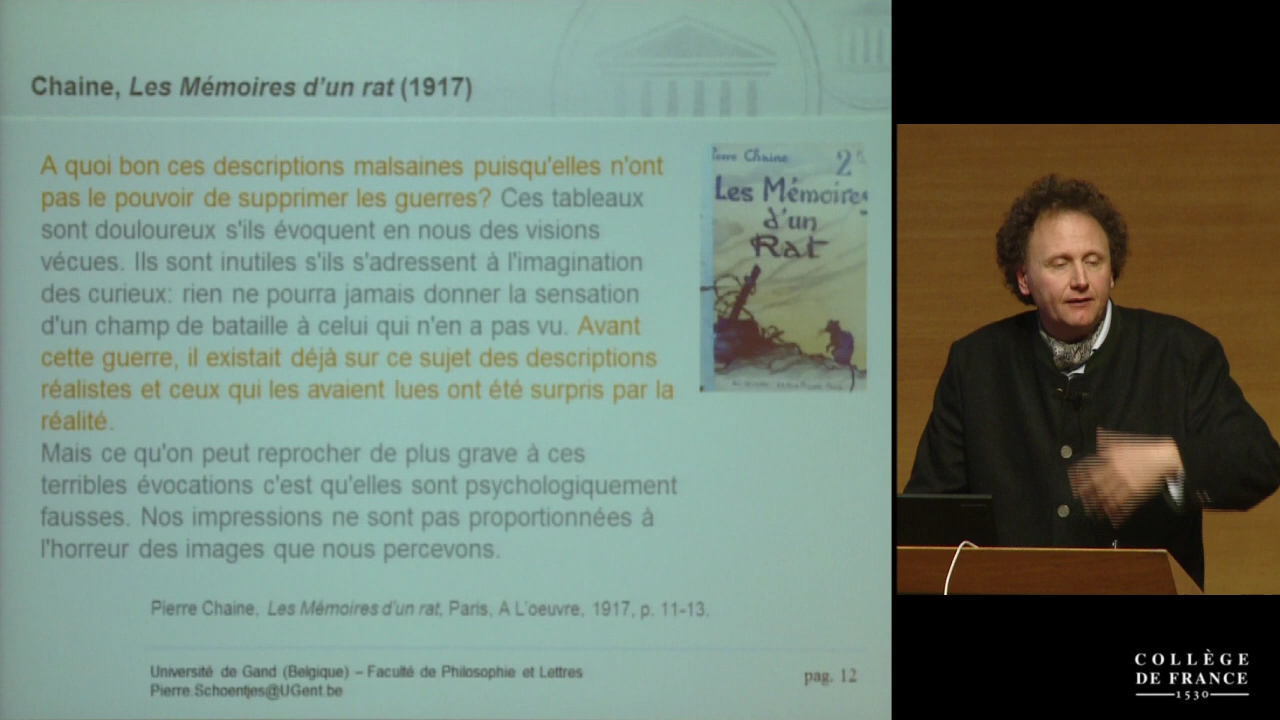 Chaine, Les Mémoires d'un rat (1917)
A quoi bon ces descriptions malsaines puisqu'elles n'ont
pas le pouvoir de supprimer les guerres? Ces tableaux
sont douloureux s'ils évoquent en nous des visions
vécues. Ils sont inutiles s'ils s'adressent à l'imagination
des curieux: rien ne pourra jamais donner la sensation
d'un champ de bataille à celui qui n'en a pas vu. Avant
cette guerre, il existait déjà sur ce sujet des descriptions
réalistes et ceux qui les avaient lues ont été surpris par la
réalité.
Mais ce qu'on peut reprocher de plus grave à ces
terribles évocations c'est qu'elles sont psychologiquement
fausses. Nos impressions ne sont pas proportionnées à
l'horreur des images que nous percevons.
Pierre Chaine, Les Mémoires d'un rat, Paris, A L'oeuvre, 1917, p. 11-13.
Université de Gand (Belgique) – Faculté de Philosophie et Lettres
Pierre.Schoentjes@UGent.be
pag. 12
Pierre Chaine
Les Mémoires
d'un
Rat
COLLÈGE
DE FRANCE
1530